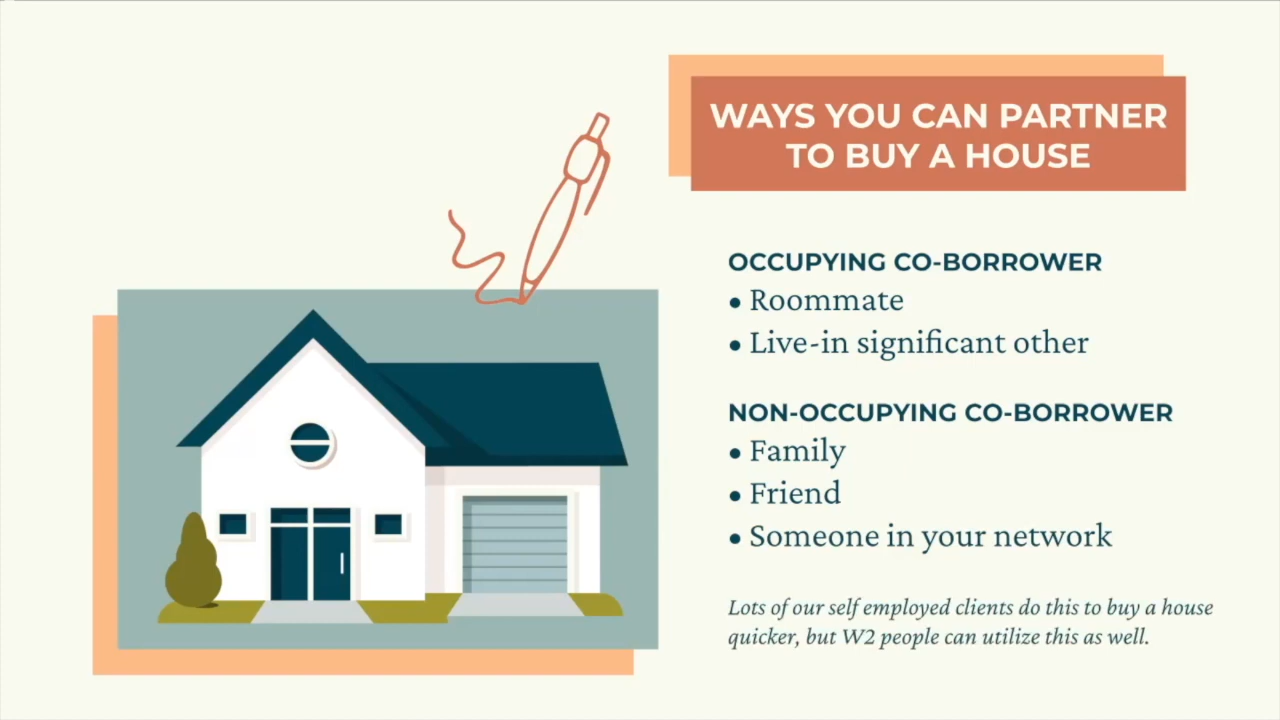 WAYS YOU CAN PARTNER
TO BUY A HOUSE
OCCUPYING CO-BORROWER
• Roommate
• Live-in significant other
NON-OCCUPYING CO-BORROWER
• Family
• Friend
• Someone in your network
Lots of our self employed clients do this to buy a house
quicker, but W2 people can utilize this as well.